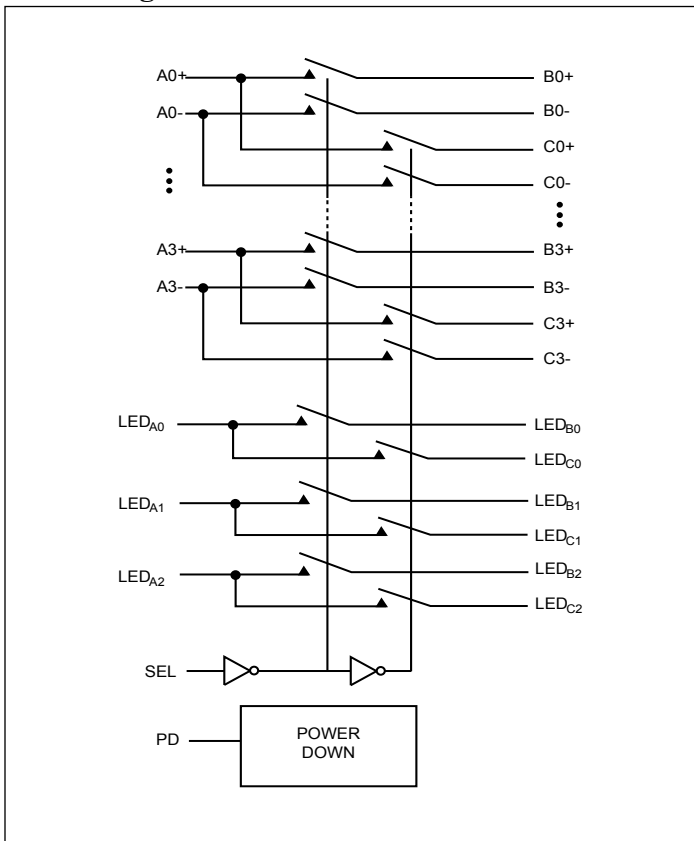 A0+ B0+
A0- B0-
C0+
C0-
A3+ B3+
A3- B3-
C3+
C3-
LEDA0 LEDB0
LEDC0
LEDA1 LEDB1
LEDC1
LEDA2 LEDB2
LEDC2
SEL
PD POWER
DOWN